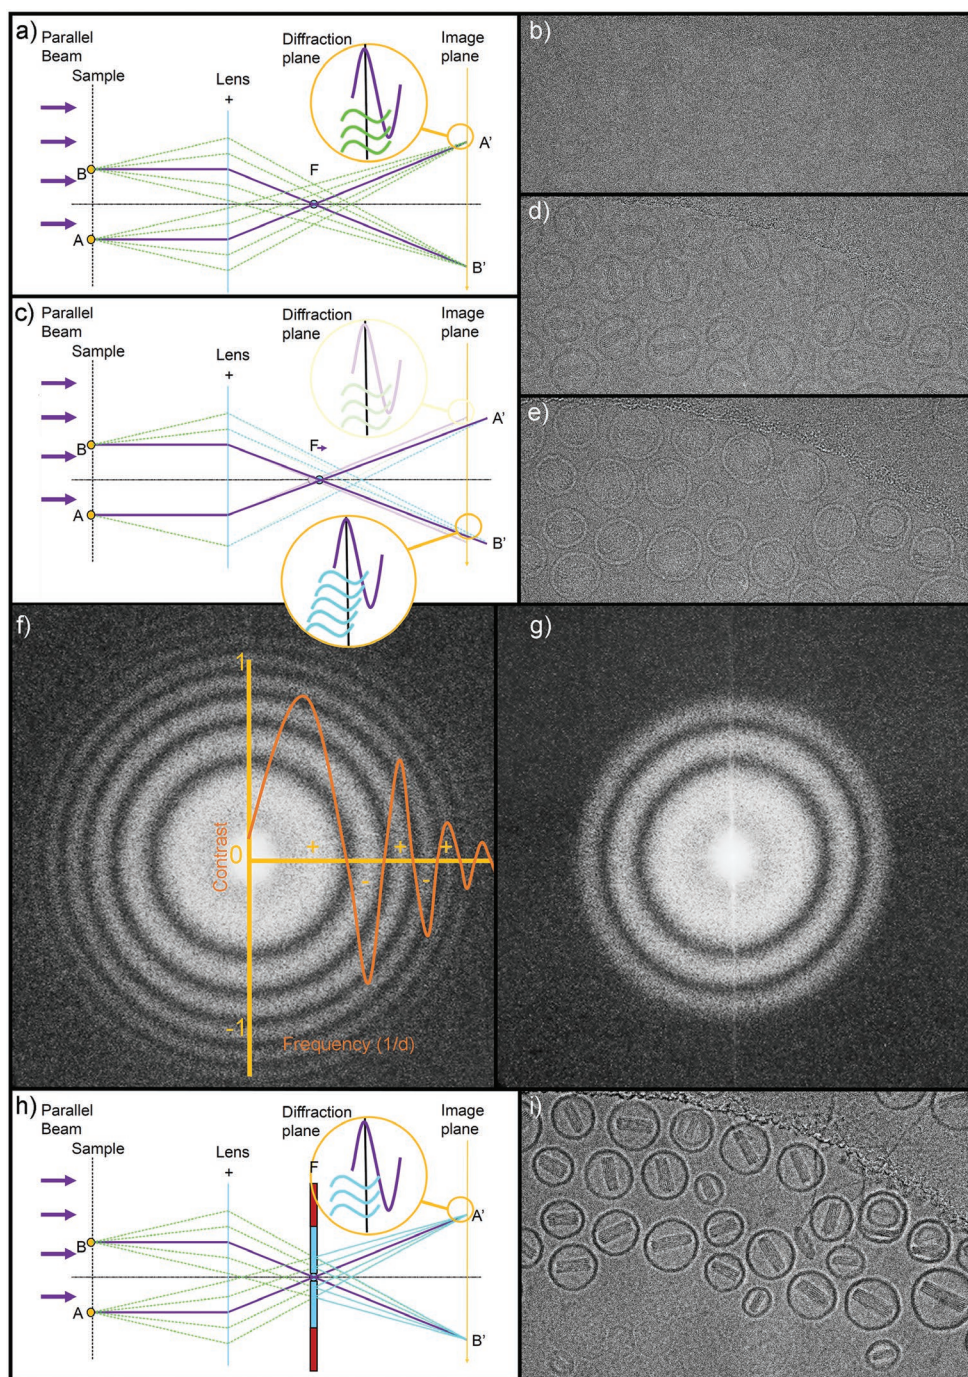 a)
Parallel
Beam
Sample
Lens
+
Diffraction
plane
Image
plane
B
A
F
A'
B'
b)
c)
Parallel
Beam
Sample
Lens
+
Diffraction
plane
Image
plane
B
A
F
A'
B'
d)
e)
f)
1
Contrast
0
+
-
+
-
+
-1
Frequency (1/d)
g)
h)
Parallel
Beam
Sample
Lens
+
Diffraction
plane
Image
plane
B
A
F
A'
B'
i)